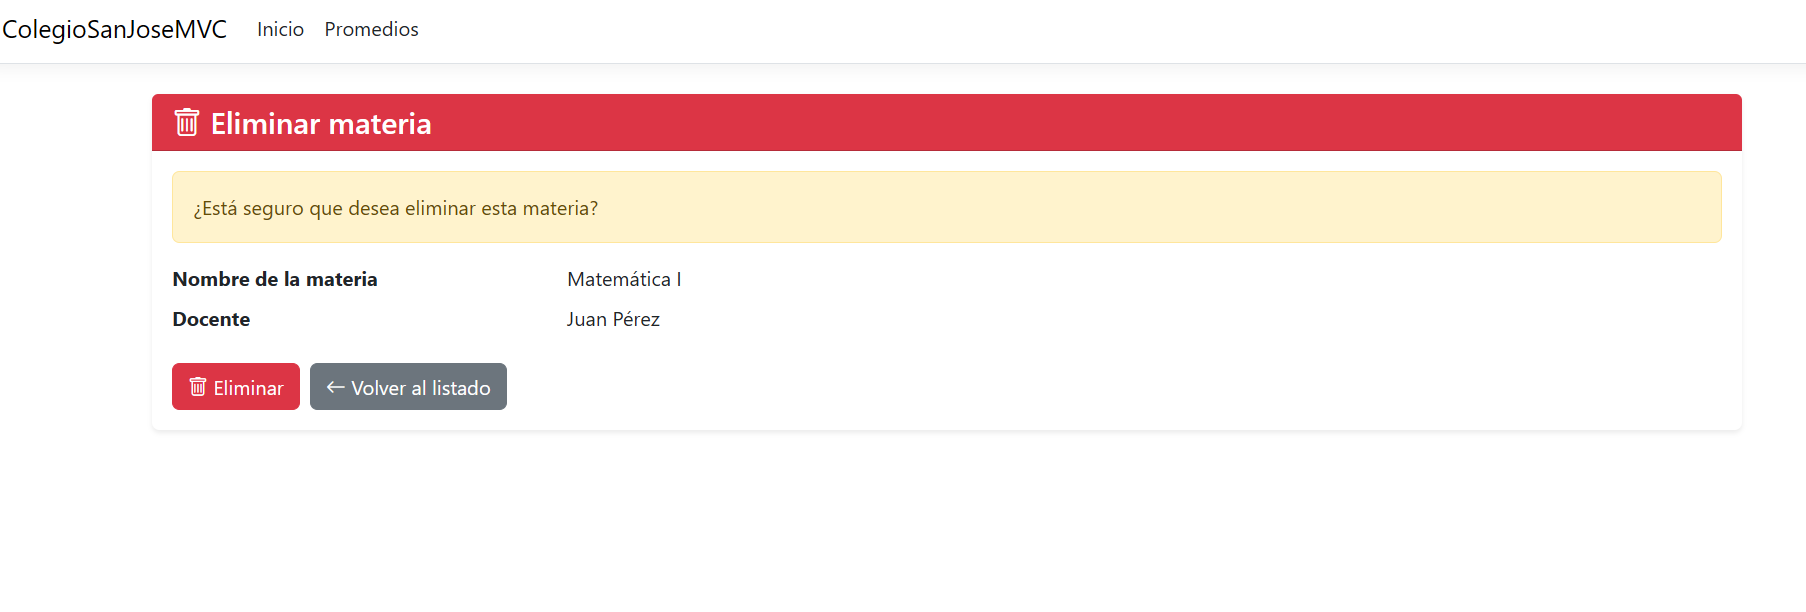 ColegioSanJoseMVC Inicio Promedios
Eliminar materia
¿Está seguro que desea eliminar esta materia?
Nombre de la materia Matemática I
Docente Juan Pérez
Eliminar ← Volver al listado